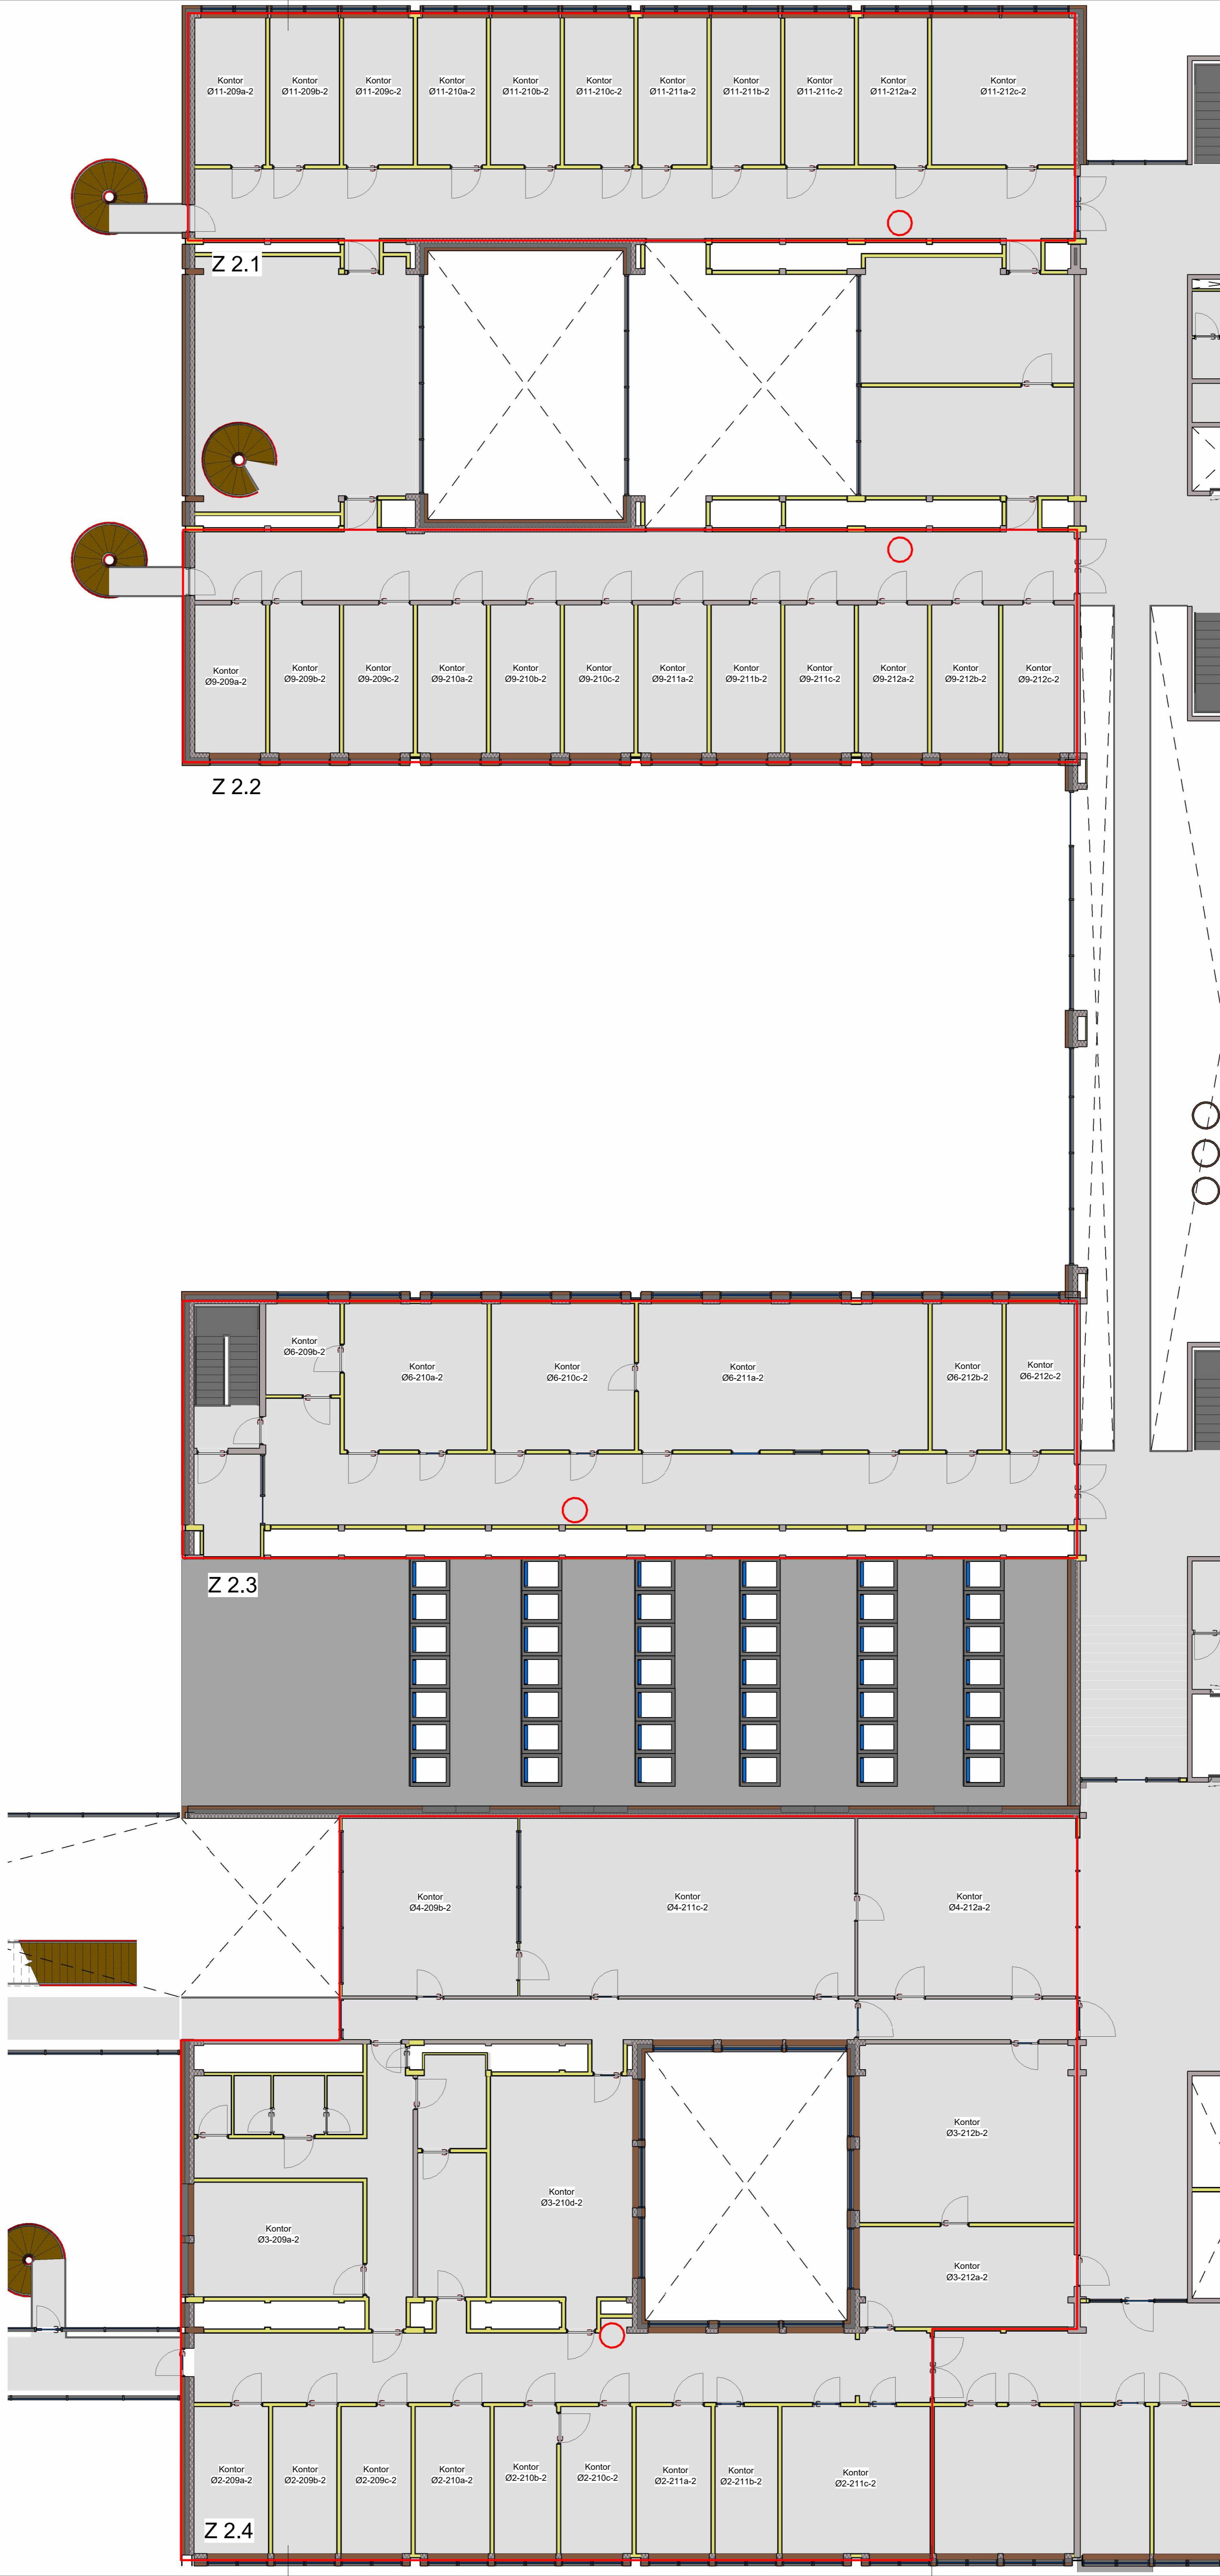 Kontor
Ø11-209a-2
Kontor
Ø11-209b-2
Kontor
Ø11-209c-2
Kontor
Ø11-210a-2
Kontor
Ø11-210b-2
Kontor
Ø11-210c-2
Kontor
Ø11-211a-2
Kontor
Ø11-211b-2
Kontor
Ø11-211c-2
Kontor
Ø11-212a-2
Kontor
Ø11-212c-2
Z 2.1
Kontor
Ø9-209a-2
Kontor
Ø9-209b-2
Kontor
Ø9-209c-2
Kontor
Ø9-210a-2
Kontor
Ø9-210b-2
Kontor
Ø9-210c-2
Kontor
Ø9-211a-2
Kontor
Ø9-211b-2
Kontor
Ø9-211c-2
Kontor
Ø9-212a-2
Kontor
Ø9-212b-2
Kontor
Ø9-212c-2
Z 2.2
Kontor
Ø6-209b-2
Kontor
Ø6-210a-2
Kontor
Ø6-210c-2
Kontor
Ø6-211a-2
Kontor
Ø6-212b-2
Kontor
Ø6-212c-2
Z 2.3
Kontor
Ø4-209b-2
Kontor
Ø4-211c-2
Kontor
Ø4-212a-2
Kontor
Ø3-212b-2
Kontor
Ø3-210d-2
Kontor
Ø3-209a-2
Kontor
Ø3-212a-2
Kontor
Ø2-209a-2
Kontor
Ø2-209b-2
Kontor
Ø2-209c-2
Kontor
Ø2-210a-2
Kontor
Ø2-210b-2
Kontor
Ø2-210c-2
Kontor
Ø2-211a-2
Kontor
Ø2-211b-2
Kontor
Ø2-211c-2
Z 2.4